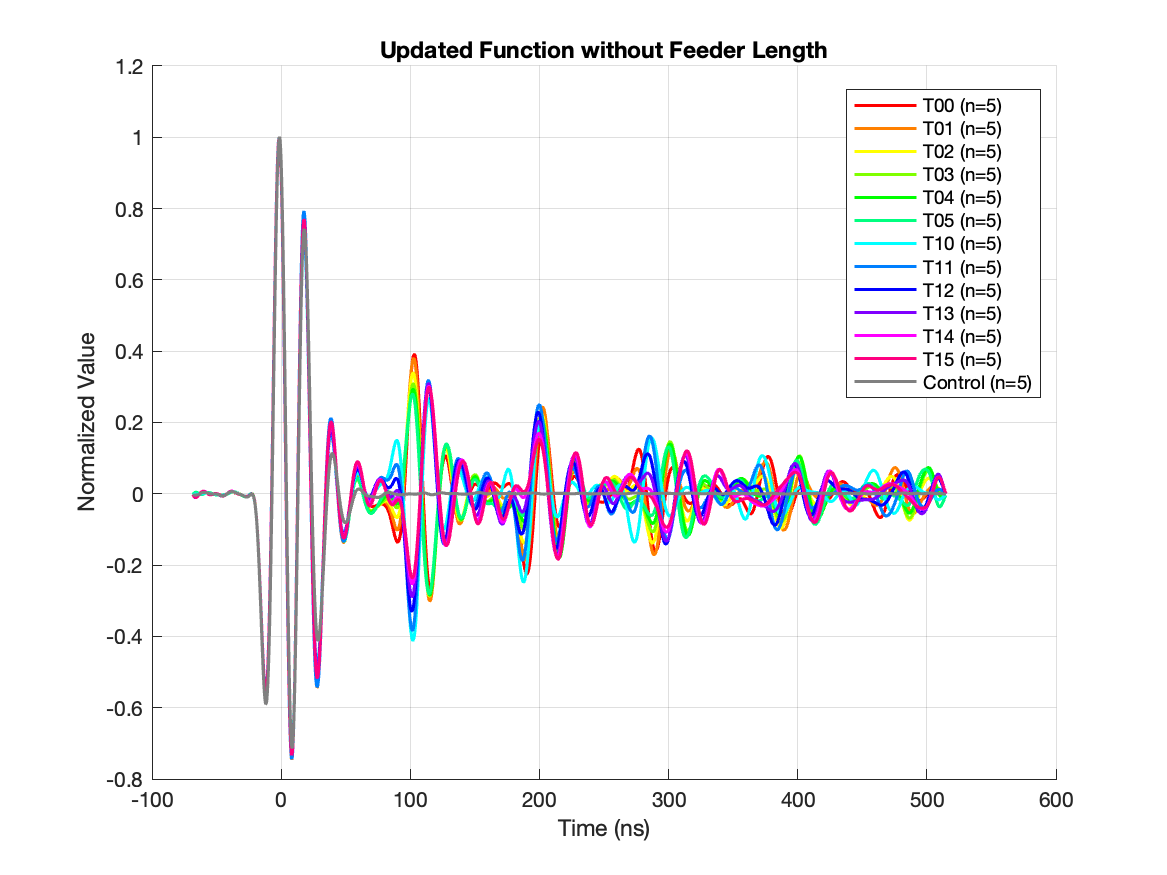 Updated Function without Feeder Length
1.2
1
0.8
0.6
0.4
0.2
0
-0.2
-0.4
-0.6
-0.8
Normalized Value
-100 0 100 200 300 400 500 600
Time (ns)
T00 (n=5)
T01 (n=5)
T02 (n=5)
T03 (n=5)
T04 (n=5)
T05 (n=5)
T10 (n=5)
T11 (n=5)
T12 (n=5)
T13 (n=5)
T14 (n=5)
T15 (n=5)
Control (n=5)